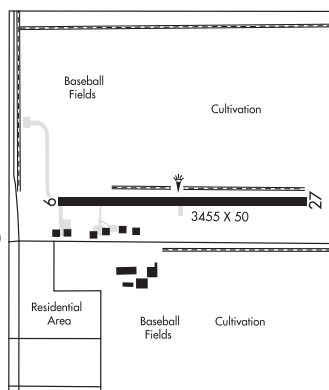 Baseball
Fields
Cultivation
9
27
3455 X 50
Residential
Area
Baseball
Fields
Cultivation